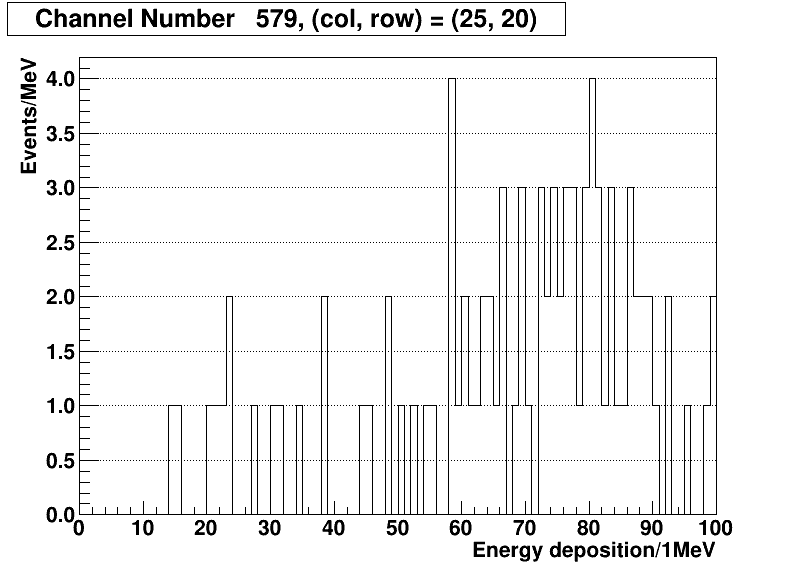 Channel Number 579, (col, row) = (25, 20)
Events/MeV
4.0
3.5
3.0
2.5
2.0
1.5
1.0
0.5
0.0
0 10 20 30 40 50 60 70 80 90 100
Energy deposition/1MeV